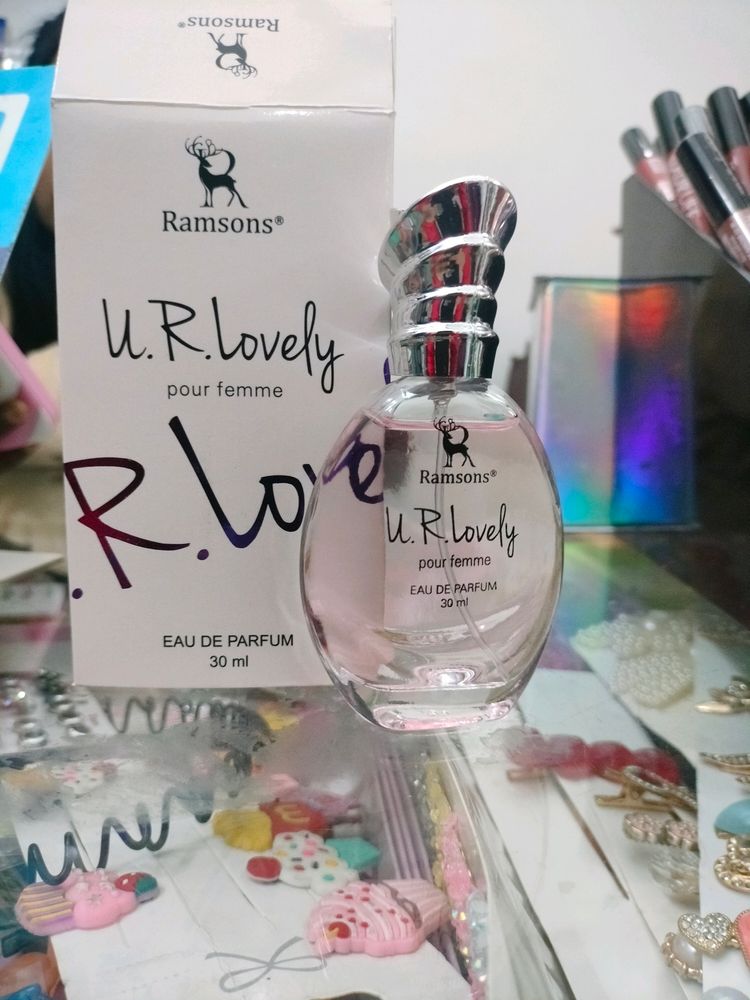 Ramsons®
Ramsons®
U.R.Lovely
pour femme
.R.Love
EAU DE PARFUM
30 ml
Ramsons®
U.R.Lovely
pour femme
EAU DE PARFUM
30 ml